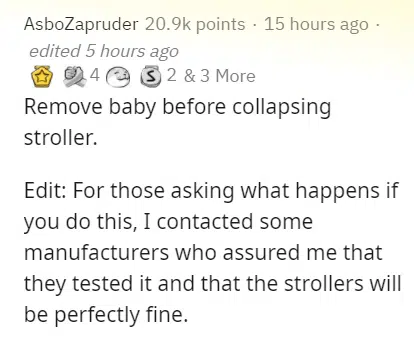 AsboZapruder 20.9k points · 15 hours ago ·
edited 5 hours ago
4 S 2 & 3 More
Remove baby before collapsing
stroller.
Edit: For those asking what happens if
you do this, I contacted some
manufacturers who assured me that
they tested it and that the strollers will
be perfectly fine.